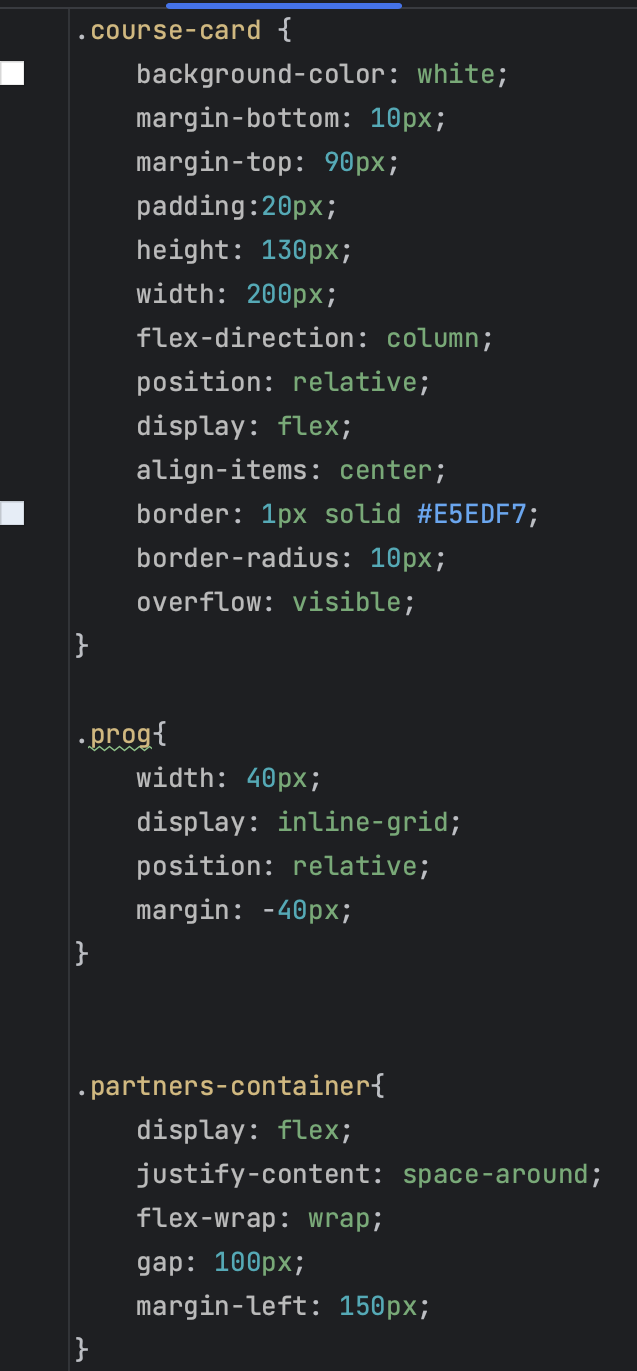 .course-card {
    background-color: white;
    margin-bottom: 10px;
    margin-top: 90px;
    padding:20px;
    height: 130px;
    width: 200px;
    flex-direction: column;
    position: relative;
    display: flex;
    align-items: center;
    border: 1px solid #E5EDF7;
    border-radius: 10px;
    overflow: visible;
}
.prog{
    width: 40px;
    display: inline-grid;
    position: relative;
    margin: -40px;
}
.partners-container{
    display: flex;
    justify-content: space-around;
    flex-wrap: wrap;
    gap: 100px;
    margin-left: 150px;
}